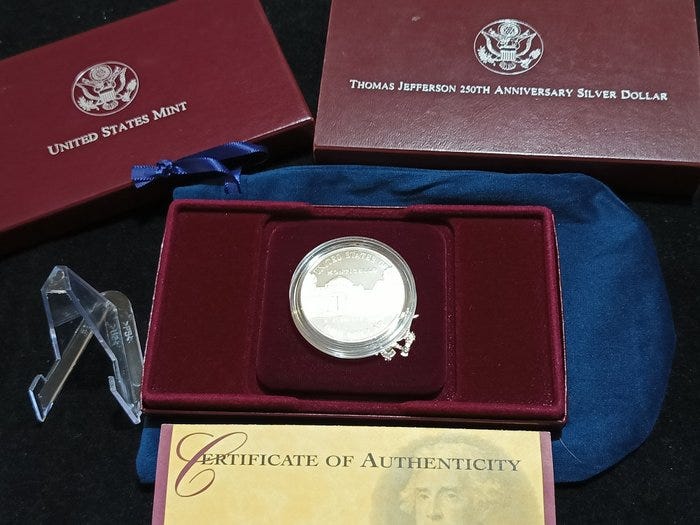 UNITED STATES MINT
THOMAS JEFFERSON 250TH ANNIVERSARY SILVER DOLLAR
UNITED STATES
MONTICELLO
CERTIFICATE OF AUTHENTICITY